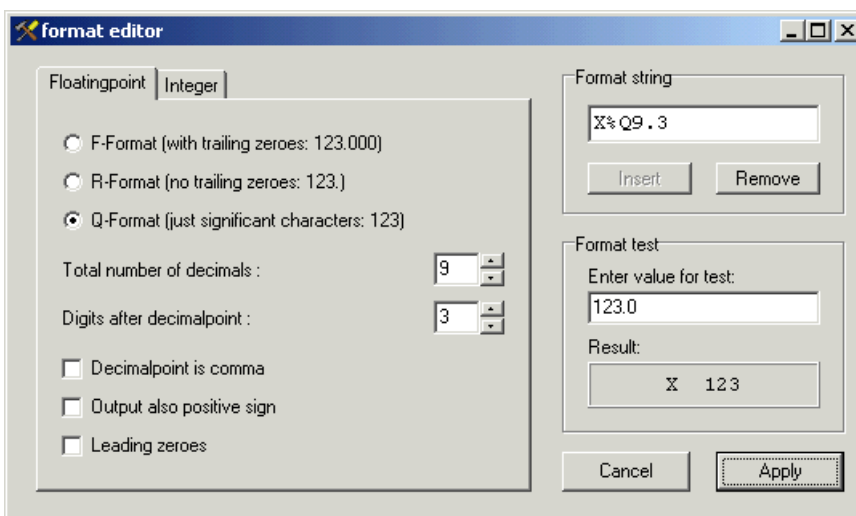 format editor
Floatingpoint
Integer
F-Format (with trailing zeroes: 123.000)
R-Format (no trailing zeroes: 123.)
Q-Format (just significant characters: 123)
Total number of decimals :
9
Digits after decimalpoint :
3
Decimalpoint is comma
Output also positive sign
Leading zeroes
Format string
X%Q9.3
Insert
Remove
Format test
Enter value for test:
123.0
Result:
X 123
Cancel
Apply